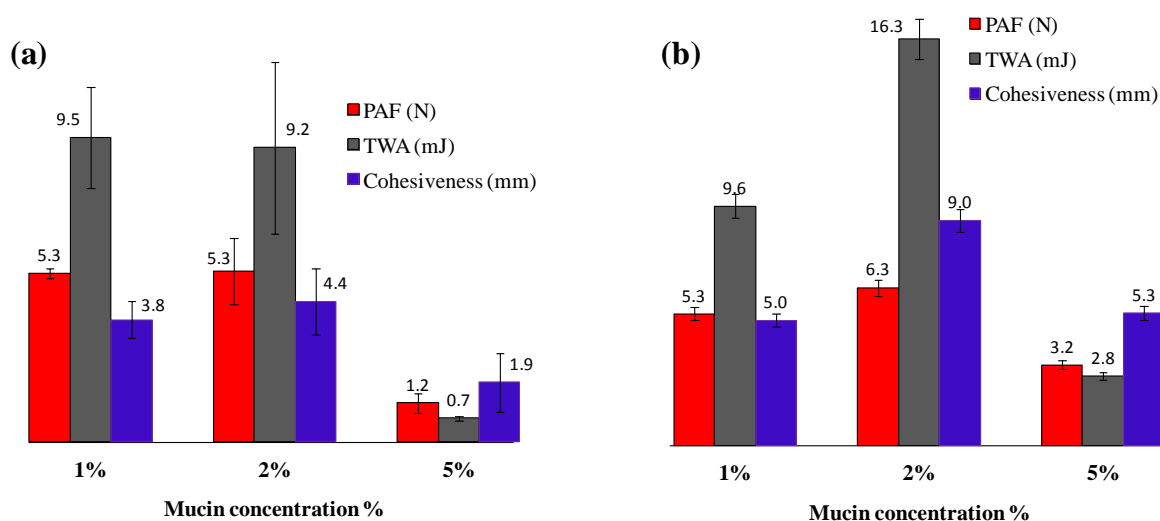 (a)
PAF (N)
TWA (mJ)
Cohesiveness (mm)
9.5
5.3
3.8
9.2
5.3
4.4
1.2
0.7
1.9
1%
2%
5%
Mucin concentration %
(b)
PAF (N)
TWA (mJ)
Cohesiveness (mm)
9.6
5.3
5.0
16.3
6.3
9.0
3.2
2.8
5.3
1%
2%
5%
Mucin concentration %